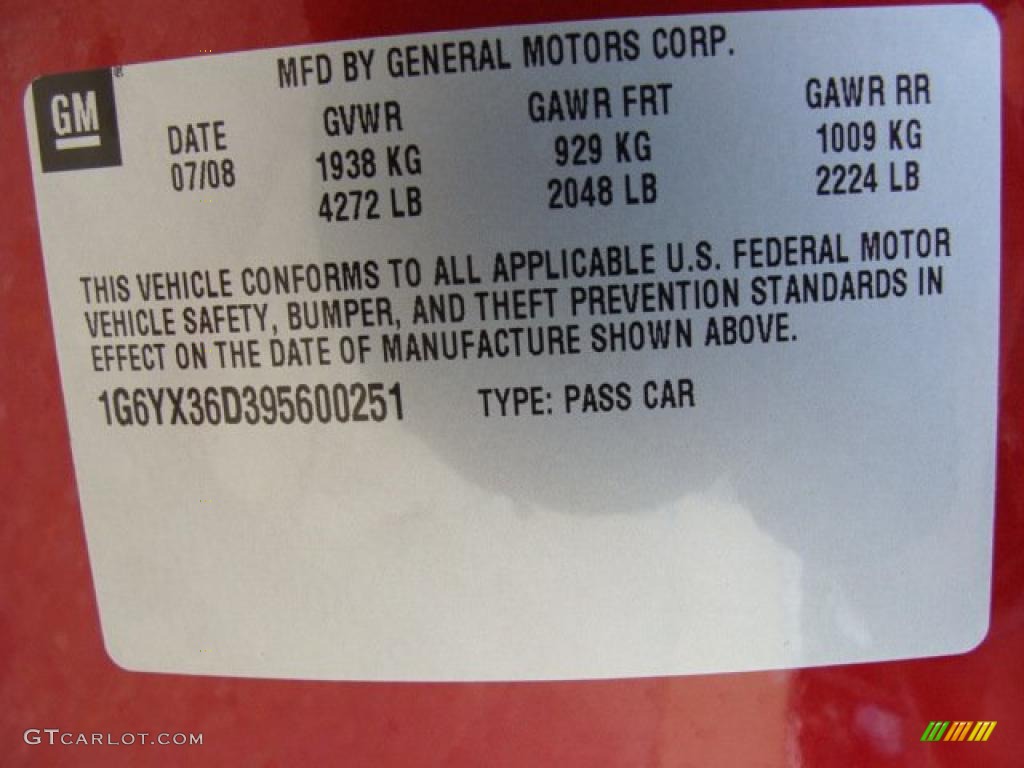 MFD BY GENERAL MOTORS CORP.
GM ®
DATE GVWR GAWR FRT GAWR RR
07/08 1938 KG 929 KG 1009 KG
4272 LB 2048 LB 2224 LB
THIS VEHICLE CONFORMS TO ALL APPLICABLE U.S. FEDERAL MOTOR
VEHICLE SAFETY, BUMPER, AND THEFT PREVENTION STANDARDS IN
EFFECT ON THE DATE OF MANUFACTURE SHOWN ABOVE.
1G6YX36D395600251 TYPE: PASS CAR
GTCARLOT.COM